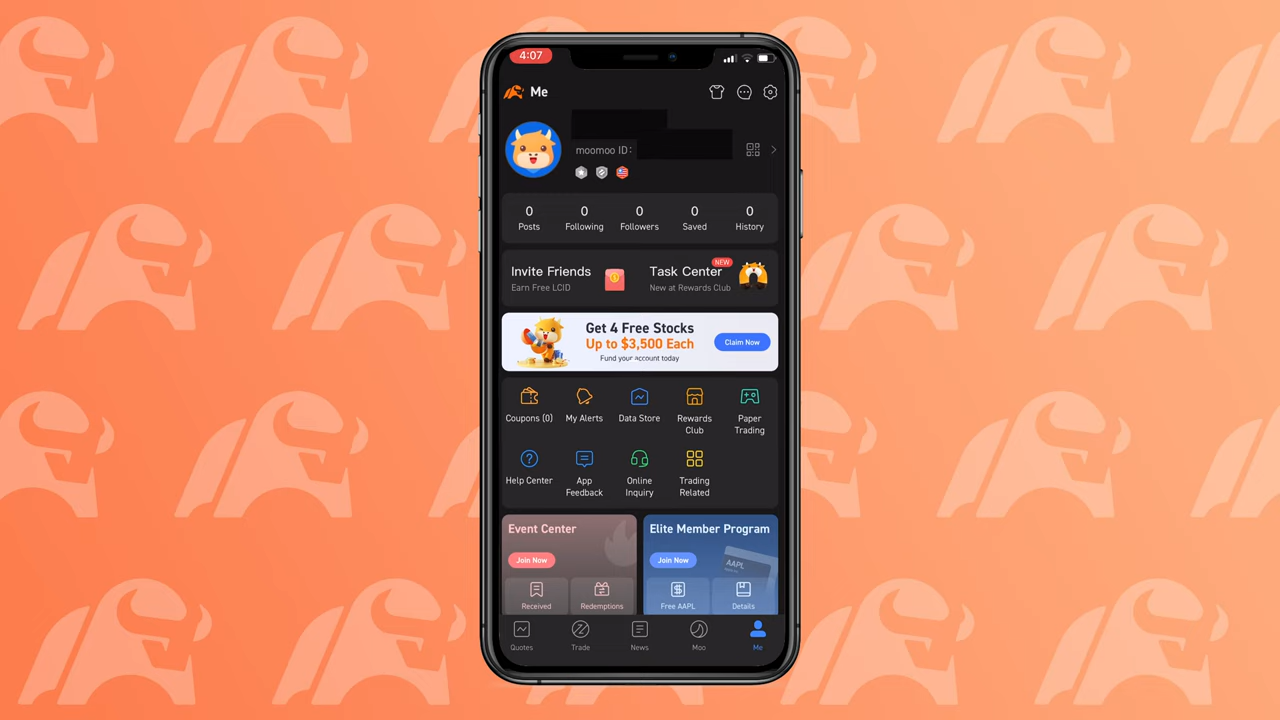 4:07
Me
moomoo ID:
0 0 0 0 0
Posts Following Followers Saved History
Invite Friends
Earn Free LCID
Task Center NEW
New at Rewards Club
Get 4 Free Stocks
Up to $3,500 Each
Fund your account today
Claim Now
Coupons (0) My Alerts Data Store Rewards Club Paper Trading
Help Center App Feedback Online Inquiry Trading Related
Event Center
Join Now
Received Redemptions
Elite Member Program
Join Now
AAPL
Free AAPL Details
Quotes Trade News Moo Me